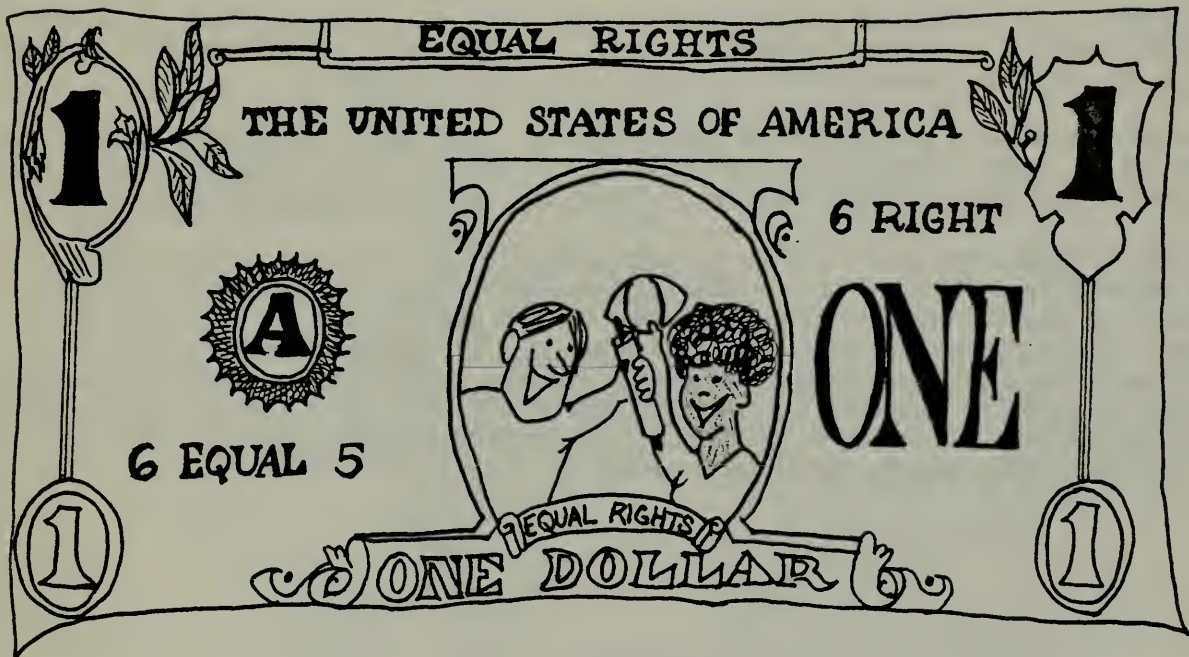 EQUAL RIGHTS
1
1
THE UNITED STATES OF AMERICA
6 RIGHT
A
ONE
6 EQUAL 5
EQUAL RIGHTS
1
ONE DOLLAR
1